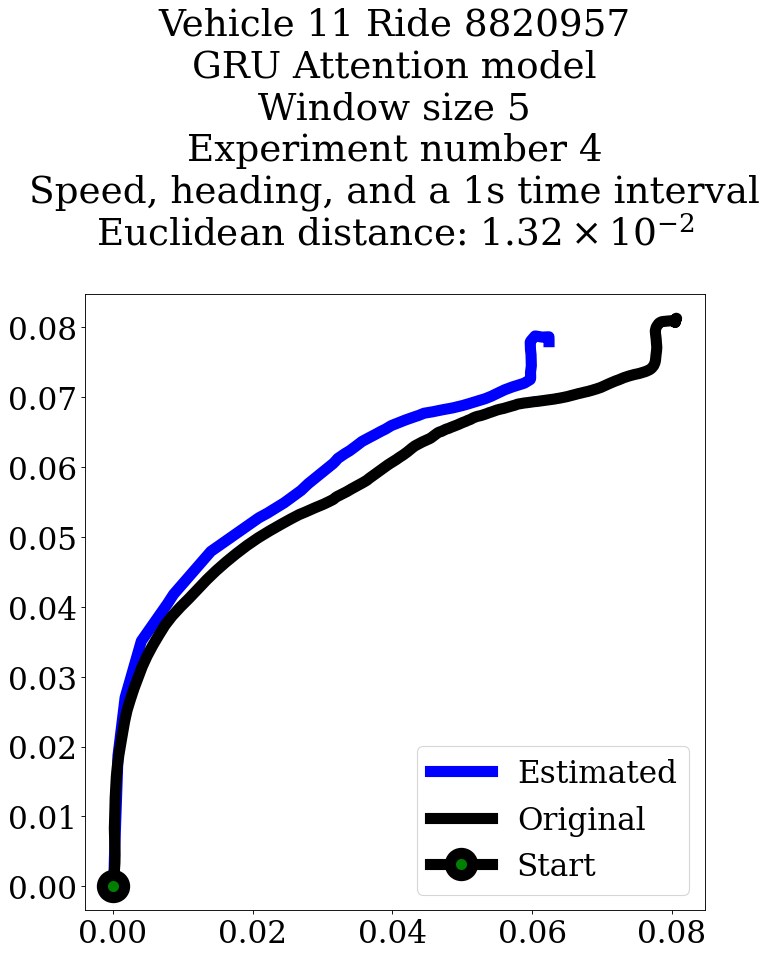 Vehicle 11 Ride 8820957
GRU Attention model
Window size 5
Experiment number 4
Speed, heading, and a 1s time interval
Euclidean distance: 1.32 × 10⁻²
0.08
0.07
0.06
0.05
0.04
0.03
0.02
0.01
0.00
Estimated
Original
Start
0.00 0.02 0.04 0.06 0.08